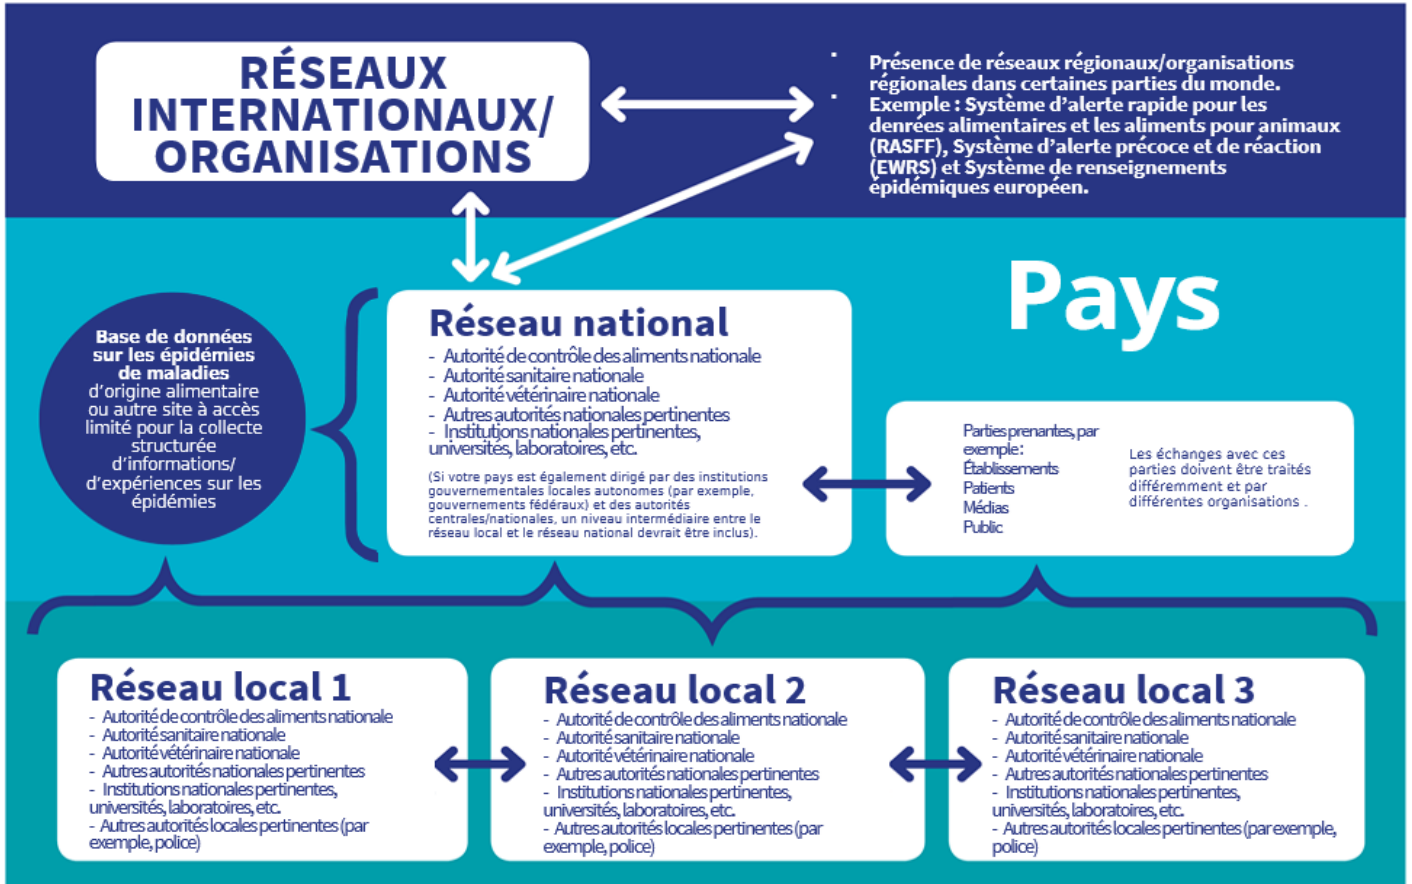 RÉSEAUX
INTERNATIONAUX/
ORGANISATIONS
Présence de réseaux régionaux/organisations
régionales dans certaines parties du monde.
Exemple : Système d’alerte rapide pour les
denrées alimentaires et les aliments pour animaux
(RASFF), Système d’alerte précoce et de réaction
(EWRS) et Système de renseignements
épidémiques européen.
Pays
Base de données
sur les épidémies
de maladies
d’origine alimentaire
ou autre site à accès
limité pour la collecte
structurée
d’informations/
d’expériences sur les
épidémies
Réseau national
- Autorité de contrôle des aliments nationale
- Autorité sanitaire nationale
- Autorité vétérinaire nationale
- Autres autorités nationales pertinentes
- Institutions nationales pertinentes,
universités, laboratoires, etc.
(Si votre pays est également dirigé par des institutions
gouvernementales locales autonomes (par exemple,
gouvernements fédéraux) et des autorités
centrales/nationales, un niveau intermédiaire entre le
réseau local et le réseau national devrait être inclus).
Parties prenantes, par
exemple :
Établissements
Patients
Médias
Public
Les échanges avec ces
parties doivent être traités
différemment et par
différentes organisations .
Réseau local 1
- Autorité de contrôle des aliments nationale
- Autorité sanitaire nationale
- Autorité vétérinaire nationale
- Autres autorités nationales pertinentes
- Institutions nationales pertinentes,
universités, laboratoires, etc.
- Autres autorités locales pertinentes (par
exemple, police)
Réseau local 2
- Autorité de contrôle des aliments nationale
- Autorité sanitaire nationale
- Autorité vétérinaire nationale
- Autres autorités nationales pertinentes
- Institutions nationales pertinentes,
universités, laboratoires, etc.
- Autres autorités locales pertinentes (par
exemple, police)
Réseau local 3
- Autorité de contrôle des aliments nationale
- Autorité sanitaire nationale
- Autorité vétérinaire nationale
- Autres autorités nationales pertinentes
- Institutions nationales pertinentes,
universités, laboratoires, etc.
- Autres autorités locales pertinentes (par exemple,
police)